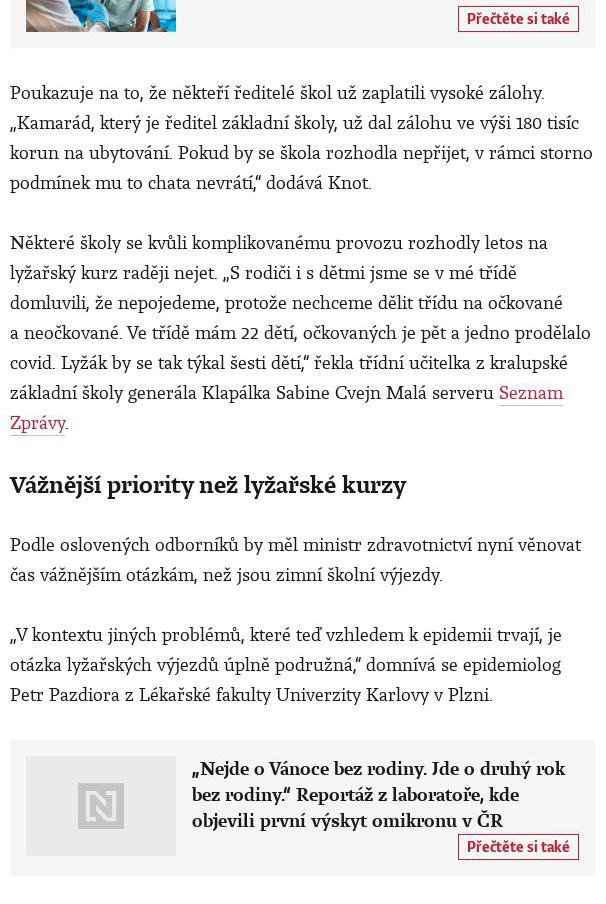 Přečtěte si také
Poukazuje na to, že někteří ředitelé škol už zaplatili vysoké zálohy.
„Kamarád, který je ředitel základní školy, už dal zálohu ve výši 180 tisíc
korun na ubytování. Pokud by se škola rozhodla nepřijet, v rámci storno
podmínek mu to chata nevrátí,“ dodává Knot.
Některé školy se kvůli komplikovanému provozu rozhodly letos na
lyžařský kurz raději nejet. „S rodiči i s dětmi jsme se v mé třídě
domluvili, že nepojedeme, protože nechceme dělit třídu na očkované
a neočkované. Ve třídě mám 22 dětí, očkovaných je pět a jedno prodělalo
covid. Lyžák by se tak týkal šesti dětí,“ řekla třídní učitelka z kralupské
základní školy generála Klapálka Sabine Cvejn Malá serveru Seznam
Zprávy.
Vážnější priority než lyžařské kurzy
Podle oslovených odborníků by měl ministr zdravotnictví nyní věnovat
čas vážnějším otázkám, než jsou zimní školní výjezdy.
„V kontextu jiných problémů, které teď vzhledem k epidemii trvají, je
otázka lyžařských výjezdů úplně podružná,“ domnívá se epidemiolog
Petr Pazdiora z Lékařské fakulty Univerzity Karlovy v Plzni.
„Nejde o Vánoce bez rodiny. Jde o druhý rok
bez rodiny.“ Reportáž z laboratoře, kde
objevili první výskyt omikronu v ČR
Přečtěte si také